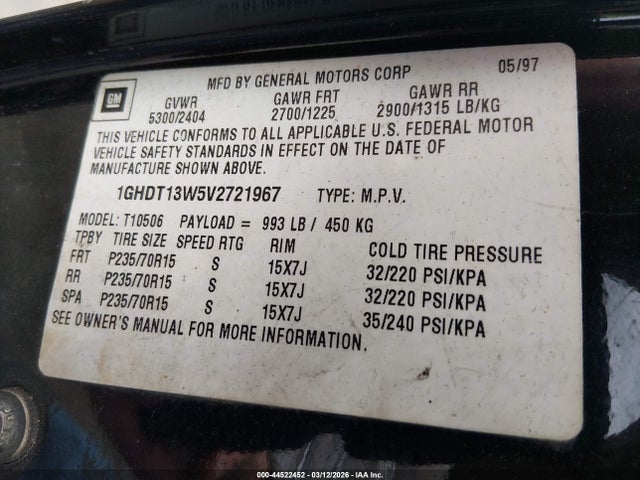 GM
MFD BY GENERAL MOTORS CORP 05/97
GVWR GAWR FRT GAWR RR
5300/2404 2700/1225 2900/1315 LB/KG
THIS VEHICLE CONFORMS TO ALL APPLICABLE U.S. FEDERAL MOTOR
VEHICLE SAFETY STANDARDS IN EFFECT ON THE DATE OF
MANUFACTURE SHOWN ABOVE.
1GHDT13W5V2721967 TYPE: M.P.V.
MODEL: T10506 PAYLOAD = 993 LB / 450 KG
TPBY TIRE SIZE SPEED RTG RIM COLD TIRE PRESSURE
FRT P235/70R15 S 15X7J 32/220 PSI/KPA
RR P235/70R15 S 15X7J 32/220 PSI/KPA
SPA P235/70R15 S 15X7J 35/240 PSI/KPA
SEE OWNER'S MANUAL FOR MORE INFORMATION.
000-44522452 - 03/12/2026 - IAA Inc.